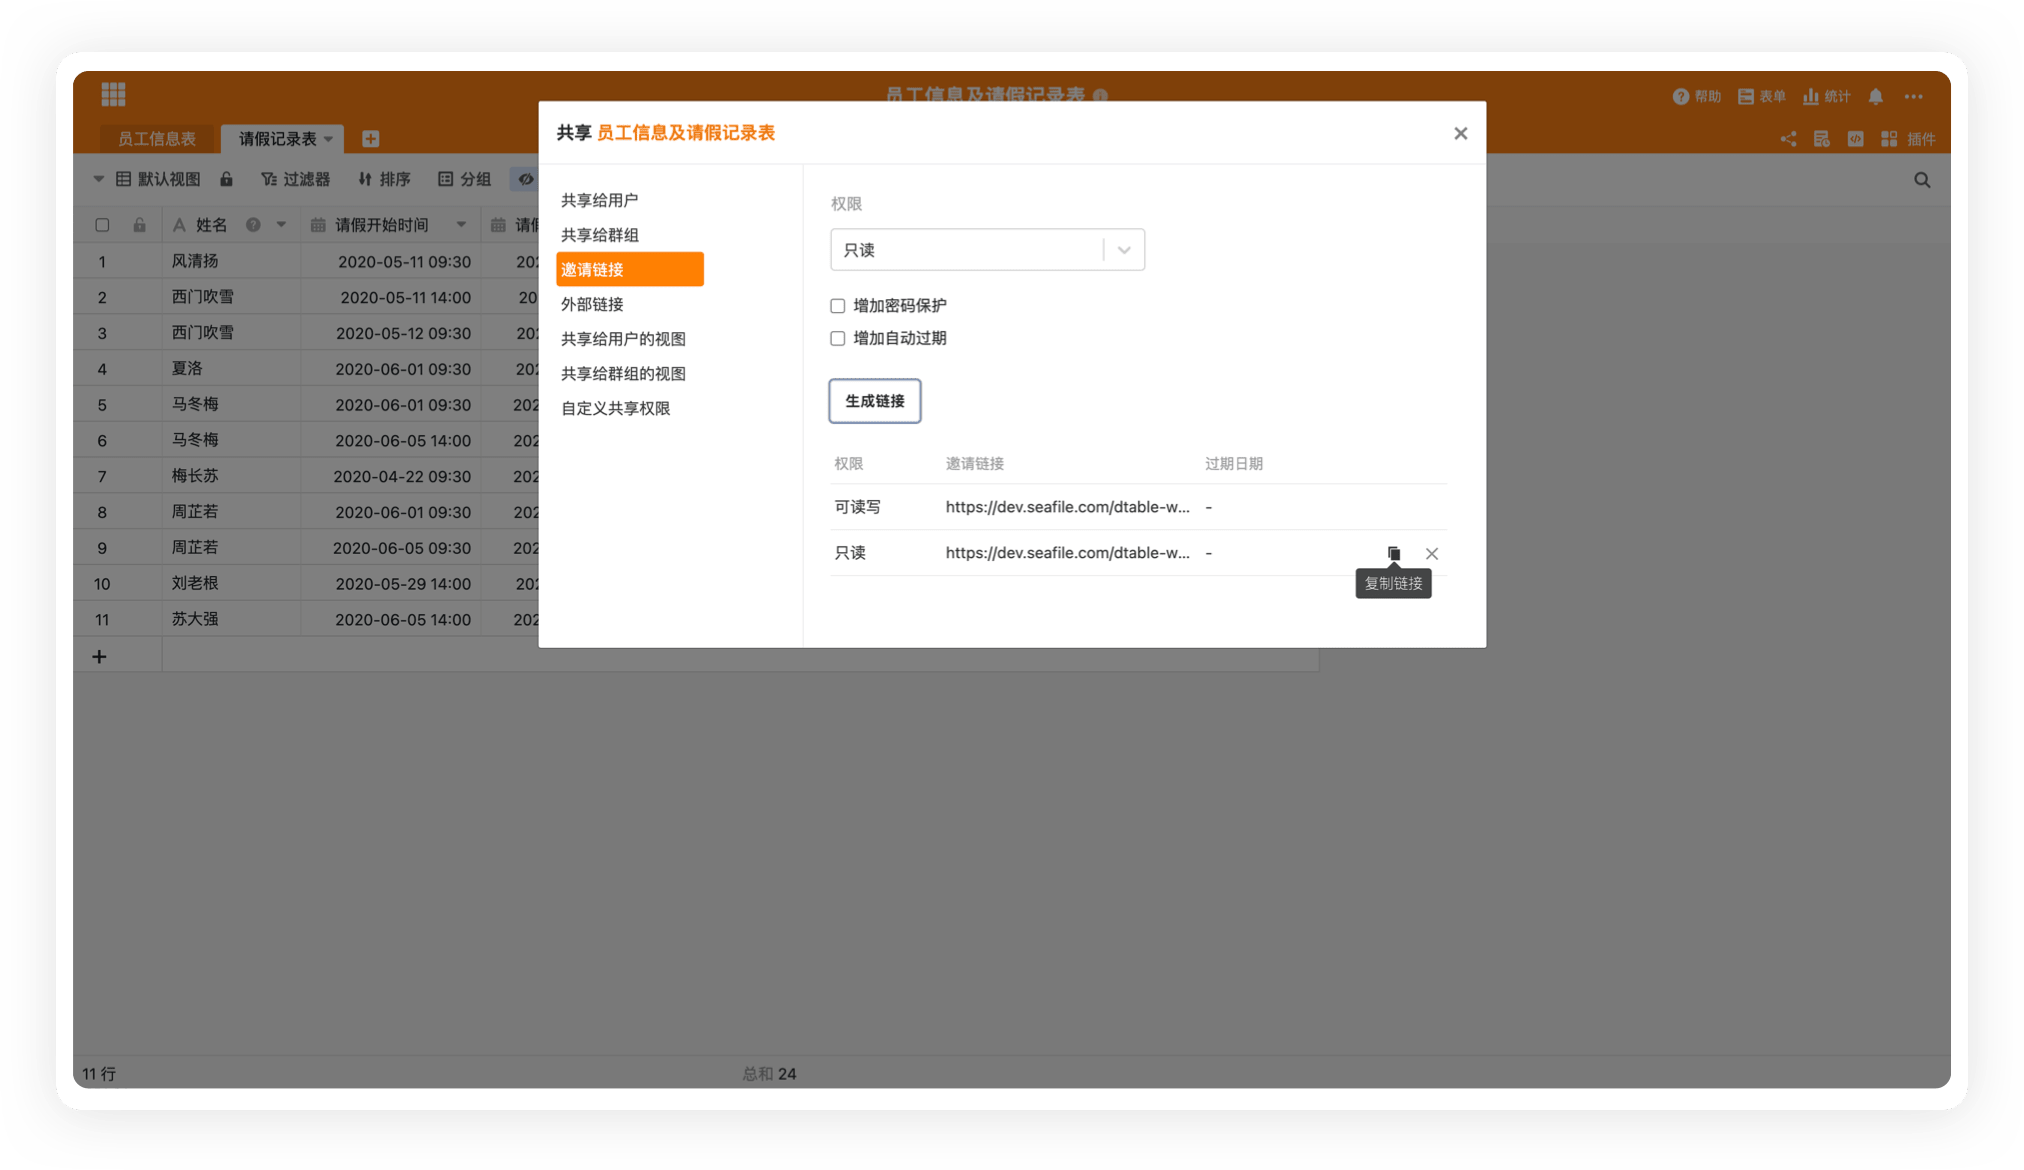 员工信息及请假记录表
帮助 表单 统计
员工信息表 请假记录表 插件
默认视图 过滤器 排序 分组
姓名 请假开始时间 请假
1 风清扬 2020-05-11 09:30 202
2 西门吹雪 2020-05-11 14:00 20
3 西门吹雪 2020-05-12 09:30 202
4 夏洛 2020-06-01 09:30 202
5 马冬梅 2020-06-01 09:30 202
6 马冬梅 2020-06-05 14:00 202
7 梅长苏 2020-04-22 09:30 202
8 周芷若 2020-06-01 09:30 202
9 周芷若 2020-06-05 09:30 202
10 刘老根 2020-05-29 14:00 202
11 苏大强 2020-06-05 14:00 202
共享 员工信息及请假记录表
共享给用户
共享给群组
邀请链接
外部链接
共享给用户的视图
共享给群组的视图
自定义共享权限
权限
只读
增加密码保护
增加自动过期
生成链接
权限 邀请链接 过期日期
可读写 https://dev.seafile.com/dtable-w... -
只读 https://dev.seafile.com/dtable-w... -
复制链接
11 行 总和 24